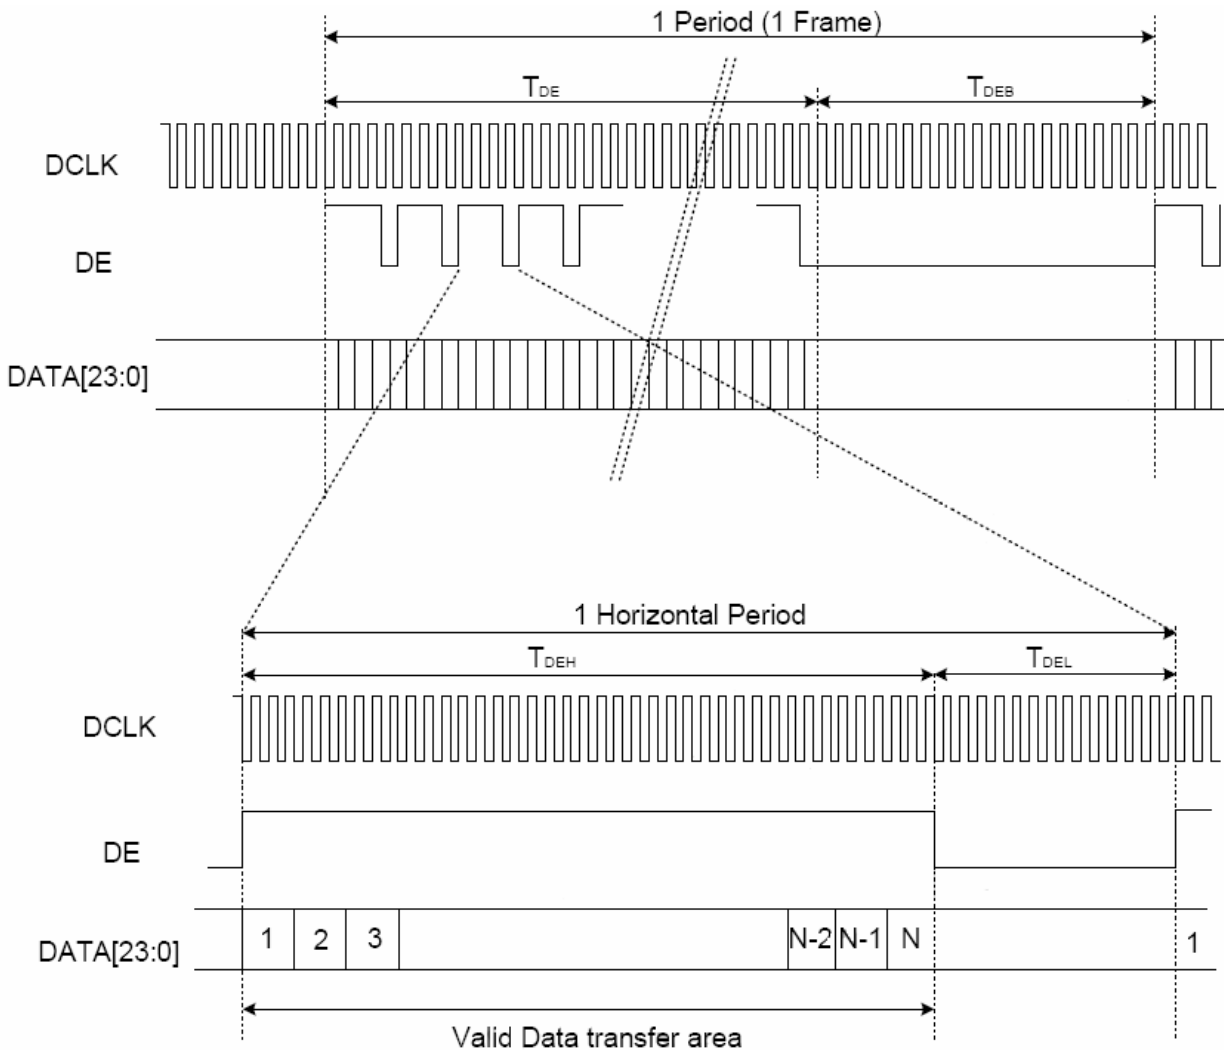 1 Period (1 Frame)
TDE TDEB
DCLK
DE
DATA[23:0]
1 Horizontal Period
TDEH TDEL
DCLK
DE
DATA[23:0] 1 2 3 N-2 N-1 N 1
Valid Data transfer area